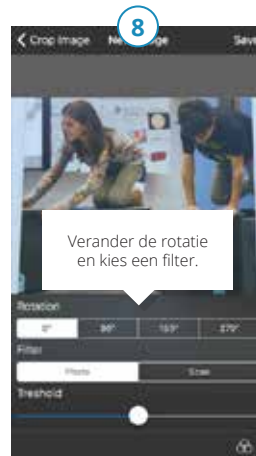 8
Crop Image
Save
Verander de rotatie
en kies een filter.
Rotation
0° 90° 180° 270°
Filter
Photo Scan
Treshold